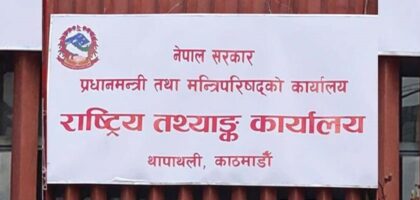 नेपाल सरकार
प्रधानमन्त्री तथा मन्त्रिपरिषद्को कार्यालय
राष्ट्रिय तथ्याङ्क कार्यालय
थापाथली, काठमाडौँ